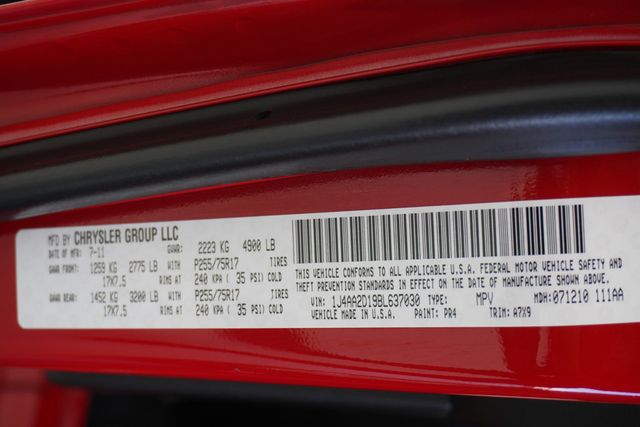 MFD BY CHRYSLER GROUP LLC
DATE OF MFR: 7-11 GVWR: 2223 KG 4900 LB
GAWR FRONT: 1259 KG 2775 LB WITH P255/75R17 TIRES
17X7.5 RIMS AT 240 KPA ( 35 PSI) COLD
GAWR REAR: 1452 KG 3200 LB WITH P255/75R17 TIRES
17X7.5 RIMS AT 240 KPA ( 35 PSI) COLD
THIS VEHICLE CONFORMS TO ALL APPLICABLE U.S.A. FEDERAL MOTOR VEHICLE SAFETY, BUMPER AND
THEFT PREVENTION STANDARDS IN EFFECT ON THE DATE OF MANUFACTURE SHOWN ABOVE.
VIN: 1J4AA2D19BL637030 TYPE: MPV MDH: 071210 111AA
VEHICLE MADE IN U.S.A. PAINT: PR4 TRIM: A7X9